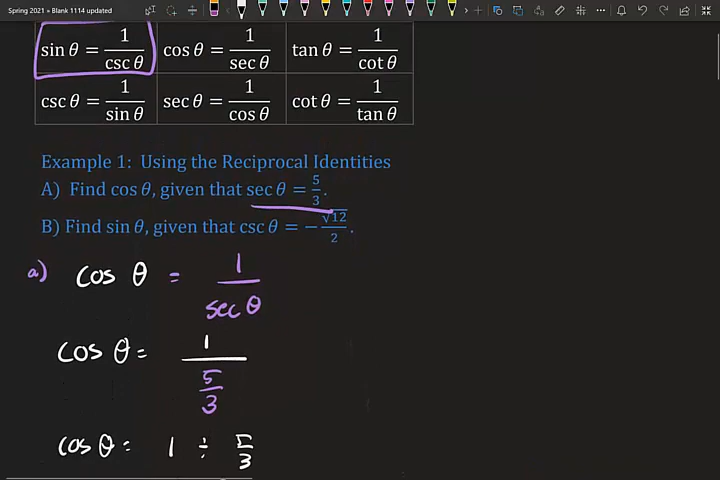 Spring 2021 » Blank 1114 updated
sin θ = 1/csc θ cos θ = 1/sec θ tan θ = 1/cot θ
csc θ = 1/sin θ sec θ = 1/cos θ cot θ = 1/tan θ
Example 1: Using the Reciprocal Identities
A) Find cos θ, given that sec θ = 5/3.
B) Find sin θ, given that csc θ = −√12/2.
a) cos θ = 1/sec θ
cos θ = 1/(5/3)
cos θ = 1 ÷ 5/3